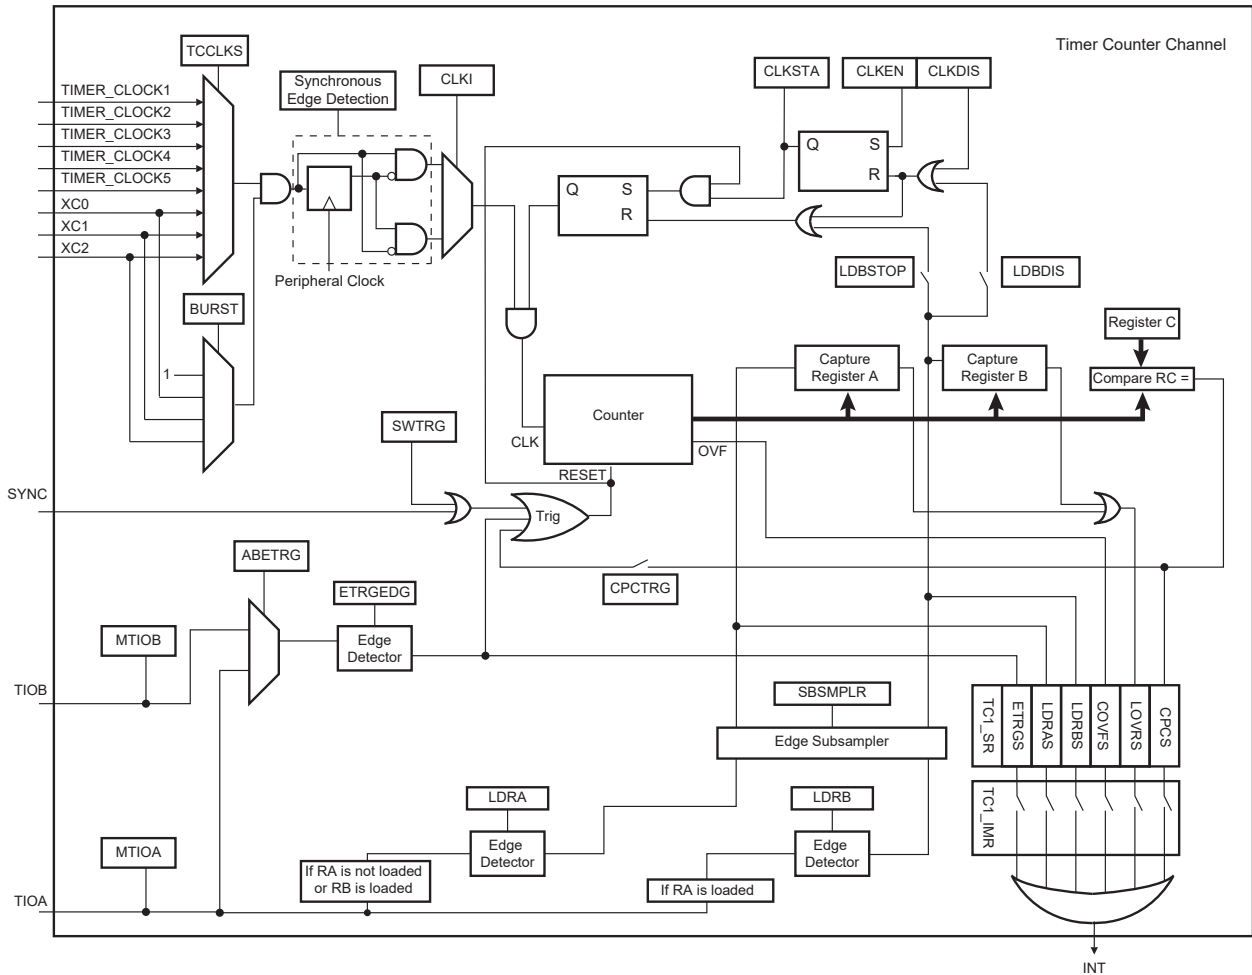 Timer Counter Channel
TCCLKS
Synchronous
Edge Detection
CLKI
CLKSTA
CLKEN
CLKDIS
TIMER_CLOCK1
TIMER_CLOCK2
TIMER_CLOCK3
TIMER_CLOCK4
TIMER_CLOCK5
XC0
XC1
XC2
Q
S
R
Q
S
R
Peripheral Clock
LDBSTOP
LDBDIS
BURST
Register C
1
Capture
Register A
Capture
Register B
Compare RC =
Counter
SWTRG
CLK
OVF
RESET
SYNC
Trig
ABETRG
CPCTRG
ETRGEDG
MTIOB
Edge
Detector
TIOB
SBSMPLR
Edge Subsampler
TC1_SR
ETRGS
LDRAS
LDRBS
COVFS
LOVRS
CPCS
LDRA
LDRB
TC1_IMR
MTIOA
Edge
Detector
Edge
Detector
If RA is not loaded
or RB is loaded
If RA is loaded
TIOA
INT